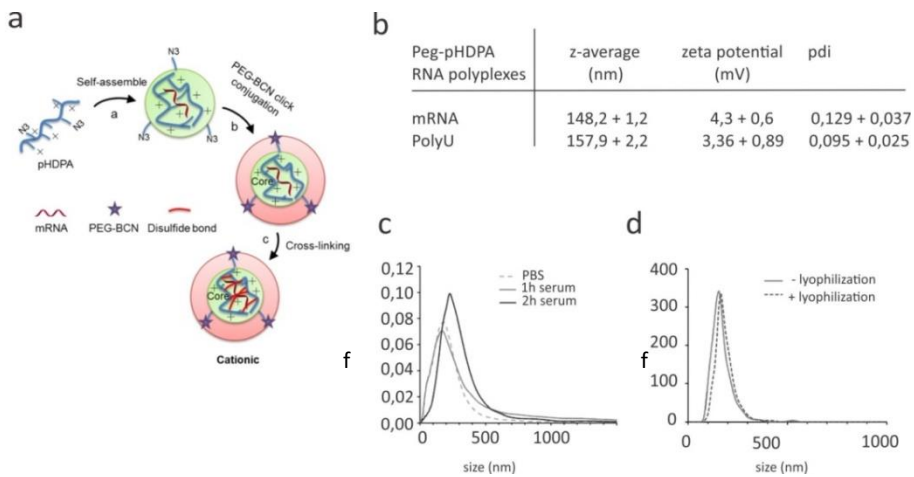 a
N3
Self-assemble
a
N3
N3
pHDPA
N3
N3
PEG-BCN click
conjugation
b
Core
mRNA
PEG-BCN
Disulfide bond
c
Cross-linking
Core
Cationic
b
Peg-pHDPA z-average zeta potential pdi
RNA polyplexes (nm) (mV)
mRNA 148,2 + 1,2 4,3 + 0,6 0,129 + 0,037
PolyU 157,9 + 2,2 3,36 + 0,89 0,095 + 0,025
c
PBS
1h serum
2h serum
0,12
0,10
0,08
0,06
0,04
0,02
0,00
f
0 500 1000
size (nm)
d
- lyophilization
+ lyophilization
400
300
200
100
0
f
0 500 1000
size (nm)